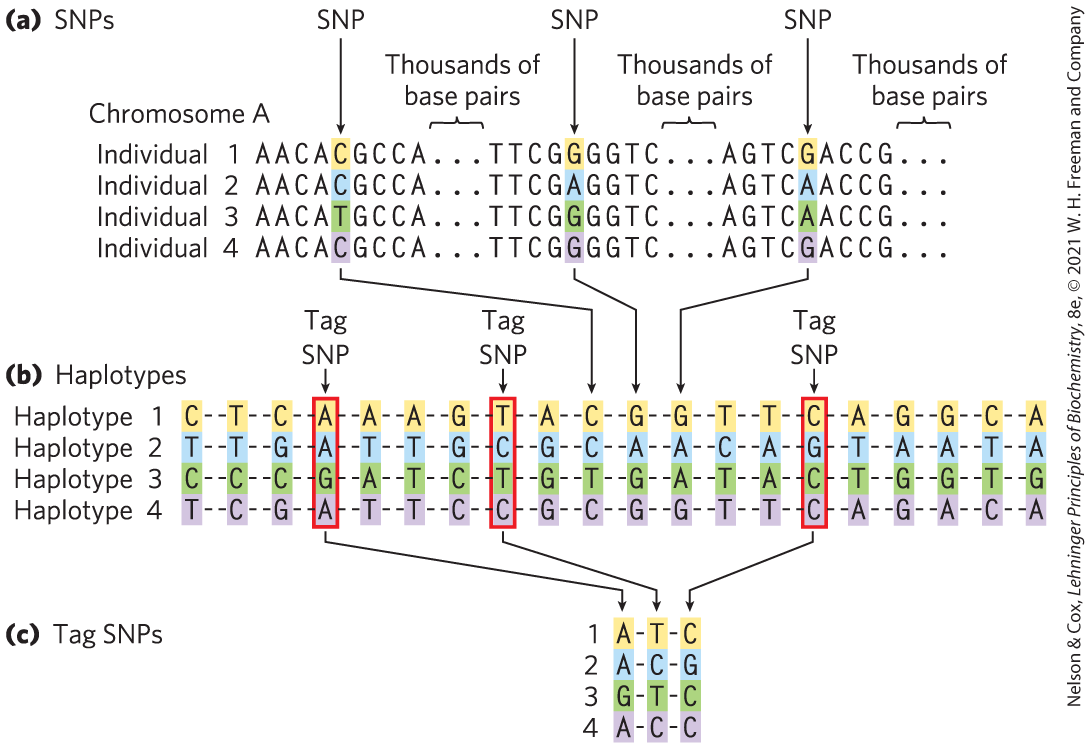 (a) SNPs
SNP SNP SNP
Thousands of base pairs Thousands of base pairs Thousands of base pairs
Chromosome A
Individual 1 AACACGCCA...TTCGGGGTC...AGTCGACCG...
Individual 2 AACACGCCA...TTCGAGGTC...AGTCAACCG...
Individual 3 AACATGCCA...TTCGGGGTC...AGTCAACCG...
Individual 4 AACACGCCA...TTCGGGGTC...AGTCGACCG...
Tag SNP Tag SNP Tag SNP
(b) Haplotypes
Haplotype 1 C-T-C-A-A-A-G-T-A-C-G-G-T-T-C-A-G-G-C-A
Haplotype 2 T-T-G-A-T-T-G-C-G-C-A-A-C-A-G-T-A-A-T-A
Haplotype 3 C-C-C-G-A-T-C-T-G-T-G-A-T-A-C-T-G-G-T-G
Haplotype 4 T-C-G-A-T-T-C-C-G-C-G-G-T-T-C-A-G-A-C-A
(c) Tag SNPs
1 A-T-C
2 A-C-G
3 G-T-C
4 A-C-C
Nelson & Cox, Lehninger Principles of Biochemistry, 8e, © 2021 W. H. Freeman and Company